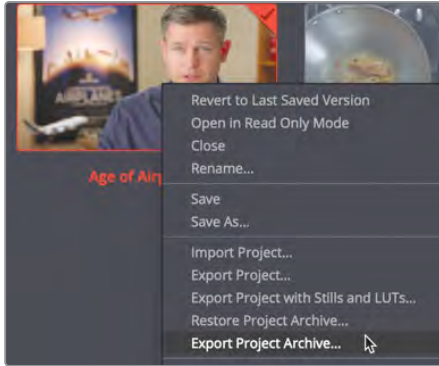 AIRPLANES
Age of Air
Revert to Last Saved Version
Open in Read Only Mode
Close
Rename...
Save
Save As...
Import Project...
Export Project...
Export Project with Stills and LUTs...
Restore Project Archive...
Export Project Archive...